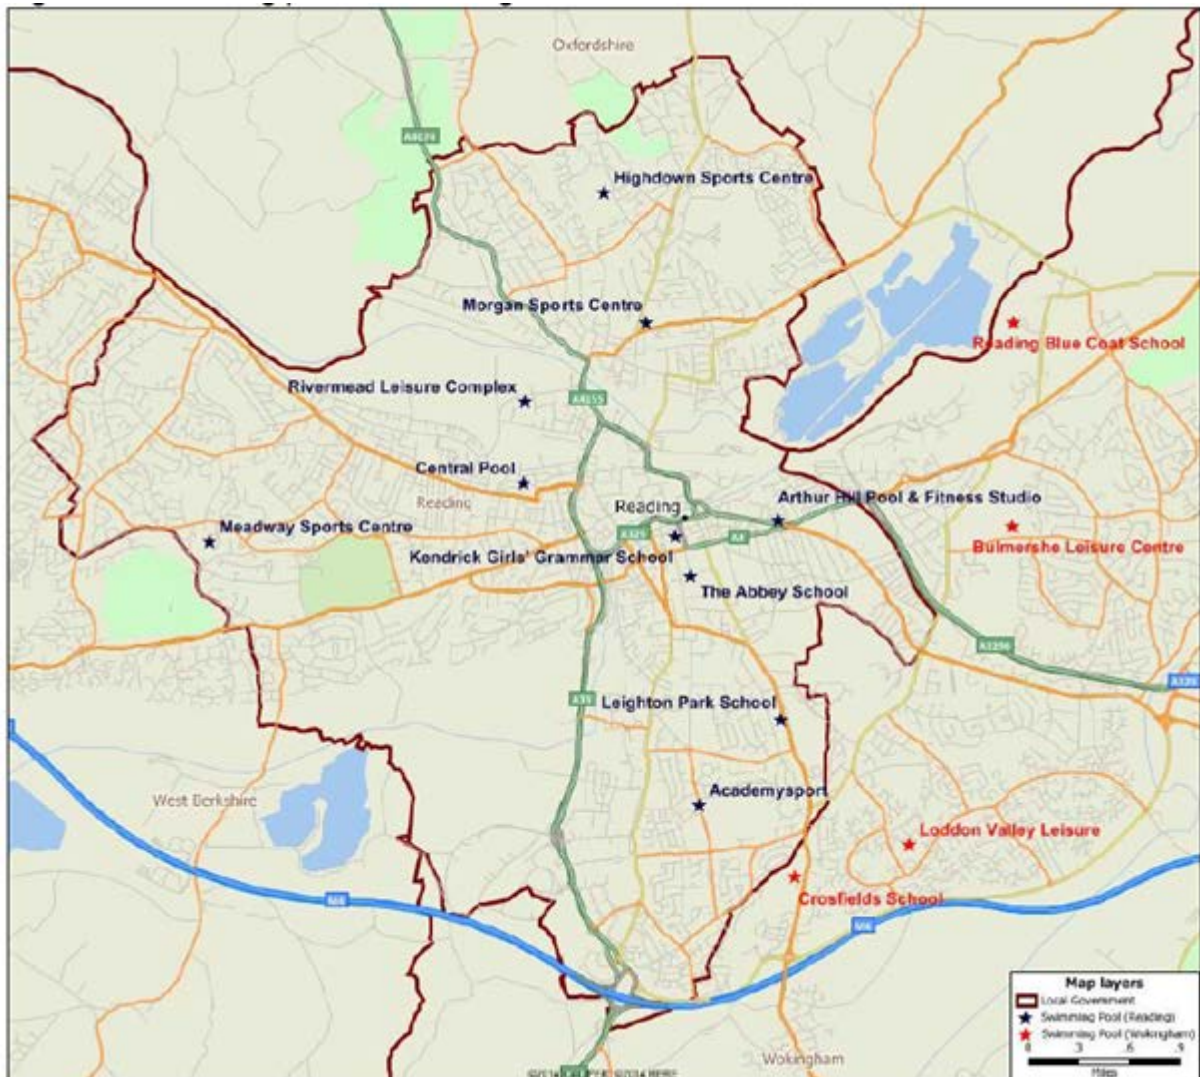 Oxfordshire
A4074
Highdown Sports Centre
Morgan Sports Centre
Reading Blue Coat School
Rivermead Leisure Complex
A4155
Central Pool
Reading
Arthur Hill Pool & Fitness Studio
Reading
Meadway Sports Centre
A4
Bulmershe Leisure Centre
Kendrick Girls' Grammar School
The Abbey School
A329
A33
Leighton Park School
Academysport
West Berkshire
Loddon Valley Leisure
Crosfields School
M4
M4
Map layers
Local Government
Swimming Pool (Reading)
Swimming Pool (Wokingham)
0 .3 .6 .9
Miles
Wokingham